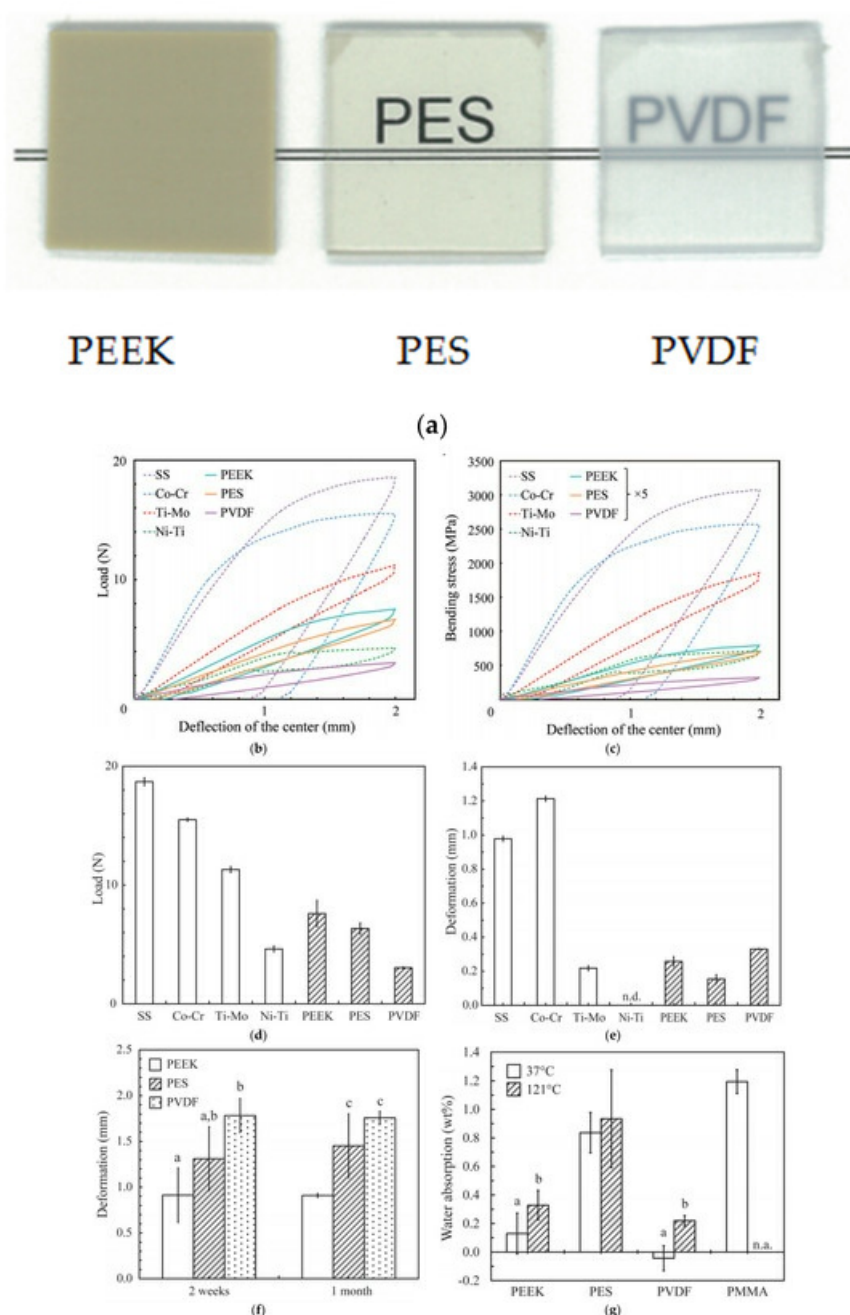 PES PVDF
PEEK PES PVDF
(a)
20
10
0
Load (N)
SS
Co-Cr
Ti-Mo
Ni-Ti
PEEK
PES
PVDF
1 2
Deflection of the center (mm)
(b)
3500
3000
2500
2000
1500
1000
500
0
Bending stress (MPa)
SS
Co-Cr
Ti-Mo
Ni-Ti
PEEK
PES
PVDF
×5
1 2
Deflection of the center (mm)
(c)
20
10
0
Load (N)
SS Co-Cr Ti-Mo Ni-Ti PEEK PES PVDF
(d)
1.4
1.2
1.0
0.8
0.6
0.4
0.2
0.0
Deformation (mm)
n.d.
SS Co-Cr Ti-Mo Ni-Ti PEEK PES PVDF
(e)
2.5
2.0
1.5
1.0
0.5
0.0
Deformation (mm)
PEEK
PES
PVDF
a a,b b c c
2 weeks 1 month
(f)
1.4
1.2
1.0
0.8
0.6
0.4
0.2
0.0
-0.2
Water absorption (wt%)
37°C
121°C
a b a b
n.a.
PEEK PES PVDF PMMA
(g)